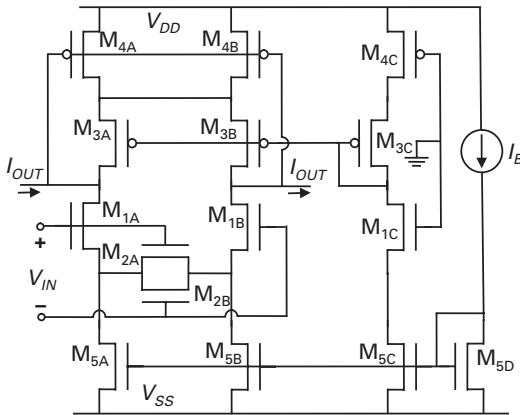 V_DD
M_4A
M_4B
M_4C
M_3A
M_3B
M_3C
I_OUT
I_OUT
I_B
M_1A
M_1B
M_1C
+
M_2A
V_IN
M_2B
−
M_5A
M_5B
M_5C
M_5D
V_SS